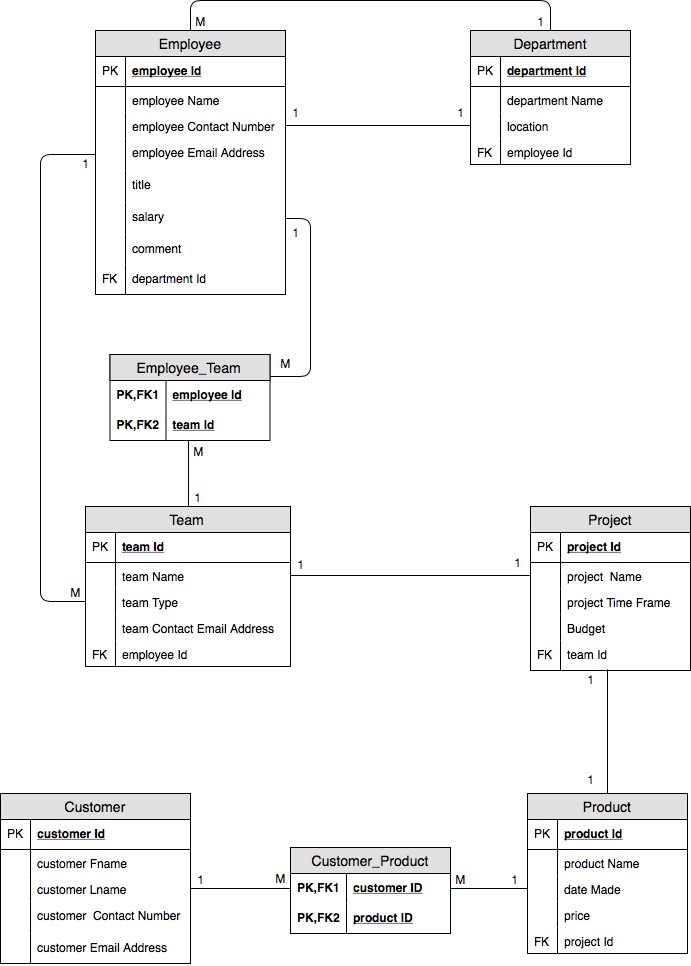 M 1
Employee
PK employee Id
employee Name
employee Contact Number
employee Email Address
title
salary
comment
FK department Id
Department
PK department Id
department Name
location
FK employee Id
1 1
1
1
M
Employee_Team
PK,FK1 employee Id
PK,FK2 team Id
M
1
M
Team
PK team Id
team Name
team Type
team Contact Email Address
FK employee Id
1 1
Project
PK project Id
project Name
project Time Frame
Budget
FK team Id
1
1
Customer
PK customer Id
customer Fname
customer Lname
customer Contact Number
customer Email Address
1 M
Customer_Product
PK,FK1 customer ID
PK,FK2 product ID
M 1
Product
PK product Id
product Name
date Made
price
FK project Id